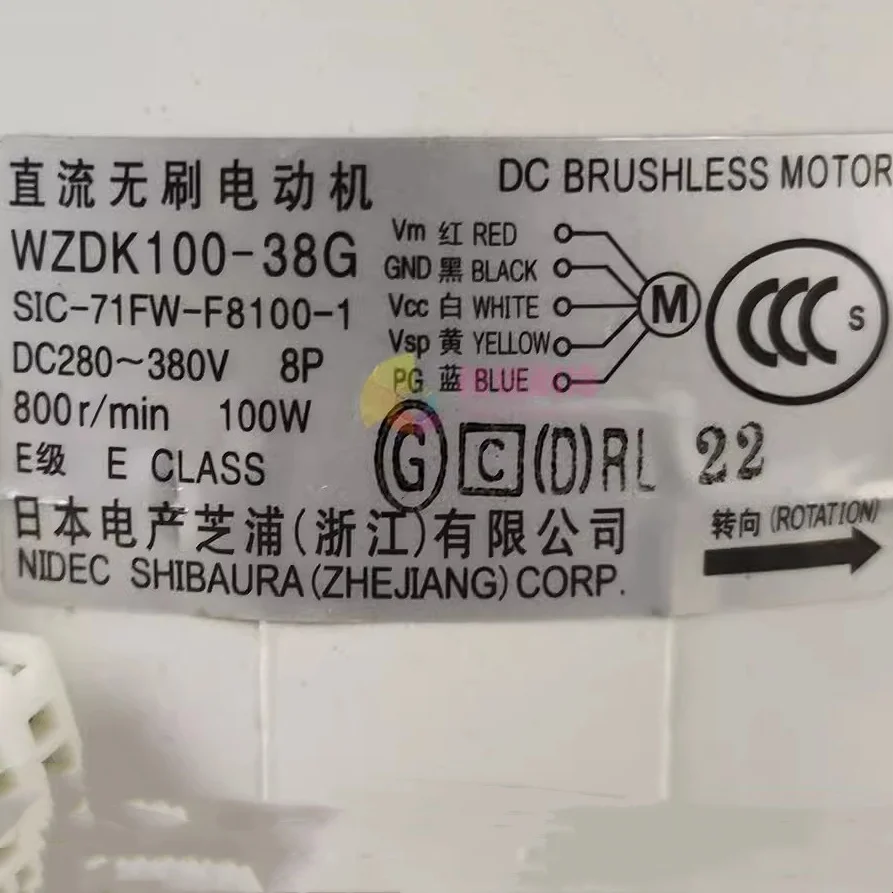 直流无刷电动机 DC BRUSHLESS MOTOR
WZDK100-38G
SIC-71FW-F8100-1
DC280～380V 8P
800r/min 100W
E级 E CLASS
Vm 红 RED
GND 黑 BLACK
Vcc 白 WHITE
Vsp 黄 YELLOW
PG 蓝 BLUE
M
CCC S
G C (D) RL 22
日本电产芝浦(浙江)有限公司
NIDEC SHIBAURA(ZHEJIANG)CORP.
转向(ROTATION)